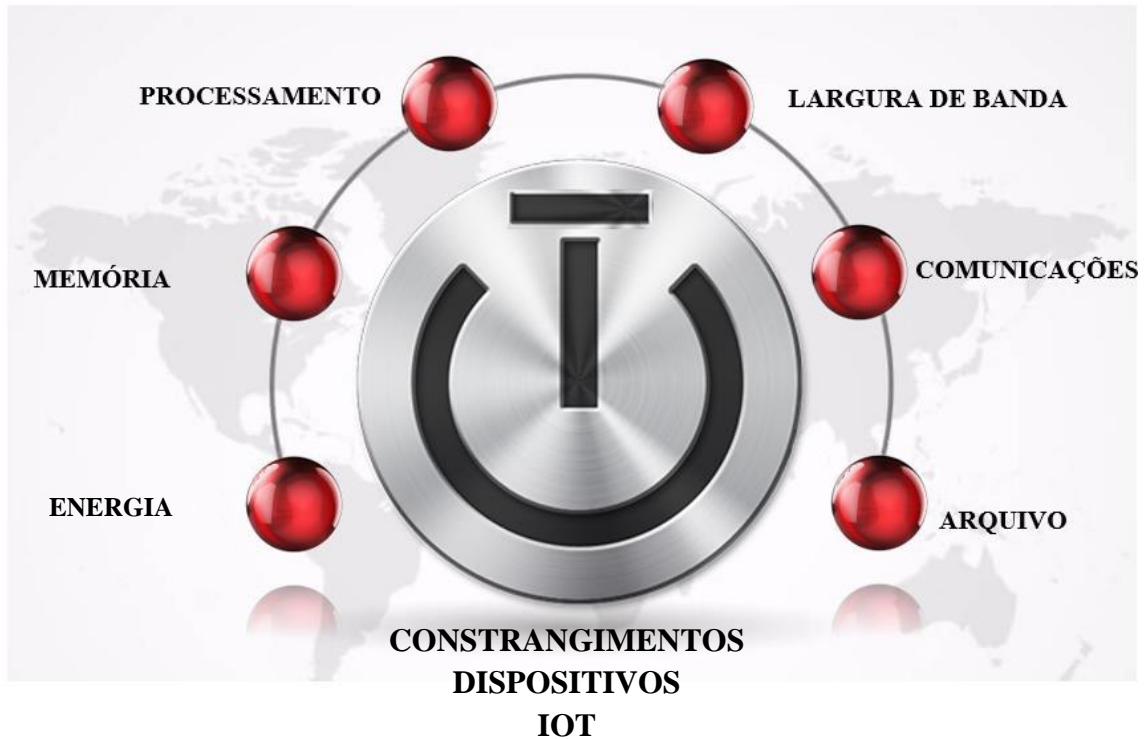 PROCESSAMENTO
LARGURA DE BANDA
MEMÓRIA
COMUNICAÇÕES
ENERGIA
ARQUIVO
CONSTRANGIMENTOS
DISPOSITIVOS
IOT